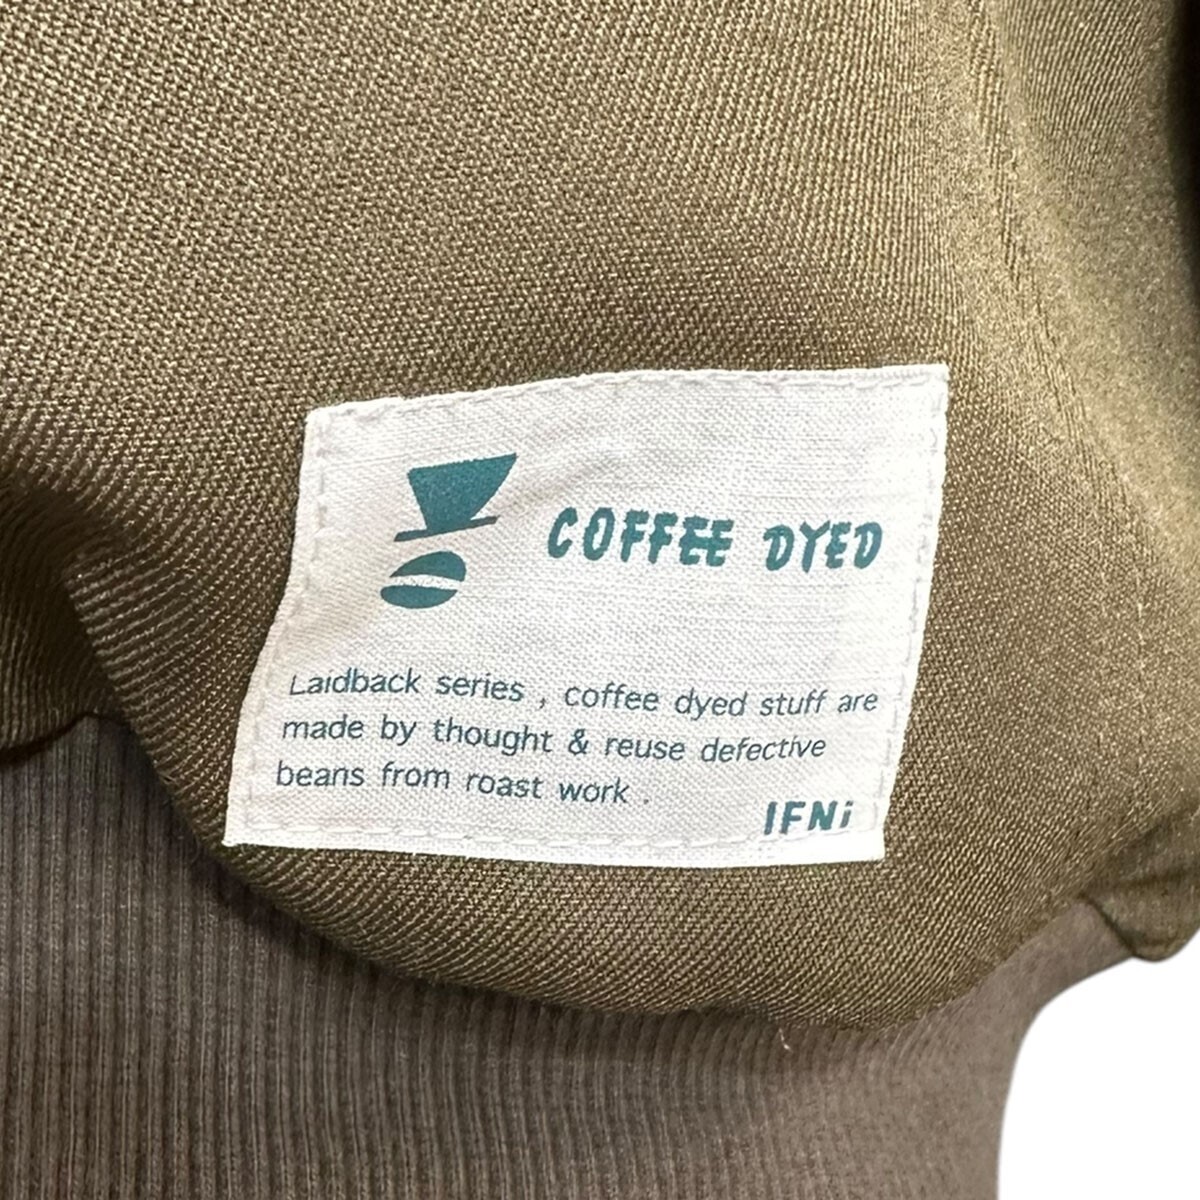 COFFEE DYED
Laidback series , coffee dyed stuff are
made by thought & reuse defective
beans from roast work .
IFNi